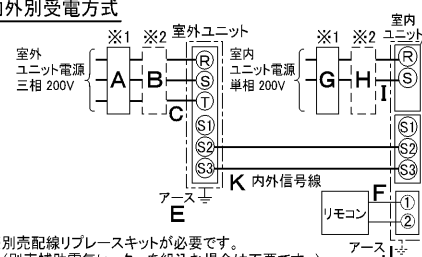 内外別受電方式
室外
ユニット電源
三相 200V
※1
※2
A
B
C
室外ユニット
R
S
T
S1
S2
S3
アース
E
室内
ユニット電源
単相 200V
※1
※2
G
H
I
室内
ユニット
R
S
S1
S2
S3
K 内外信号線
F
リモコン
1
2
アース
別売配線リプレースキットが必要です。